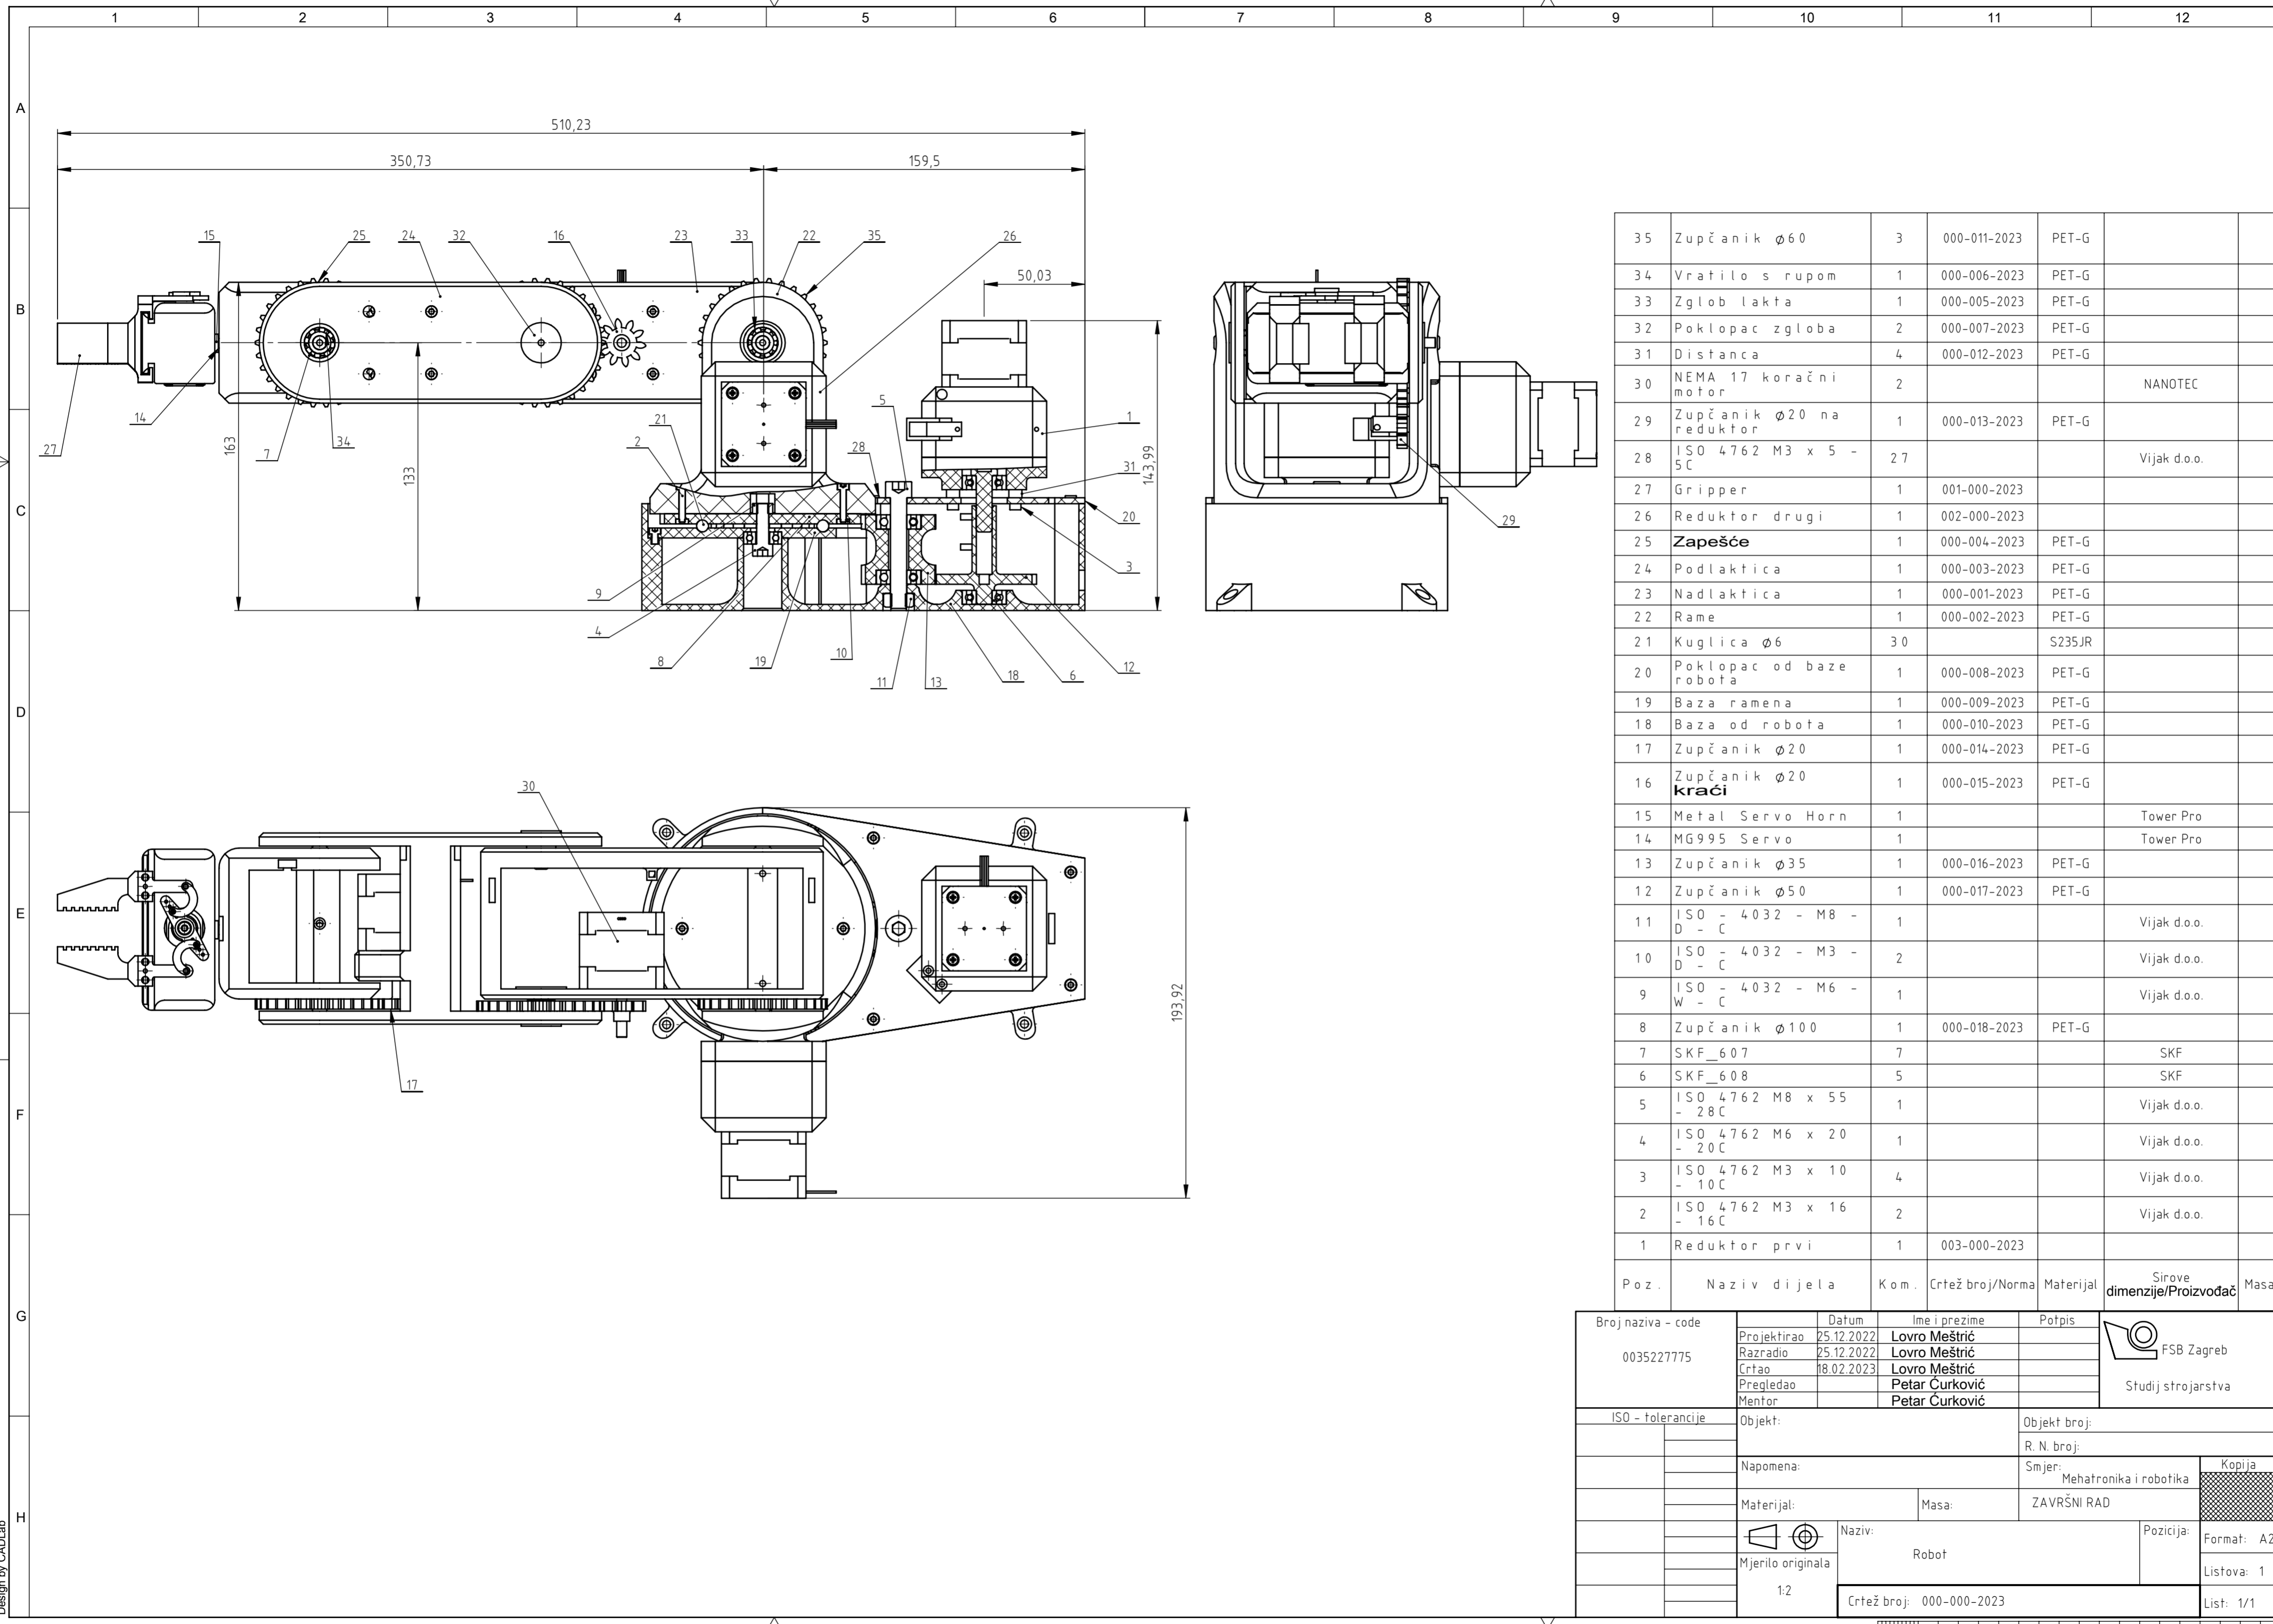 1 2 3 4 5 6 7 8 9 10 11 12
A
B
C
D
E
F
G
H
510,23
350,73 159,5
15 25 24 32 16 23 33 22 35 26
50,03
14 27 7 34 163 133
21 2 5 28 1 31 143,99
20
3
9
4
8 19 10 11 13 18 6 12
29
30
17
193,92
35 Zupčanik ϕ60 3 000-011-2023 PET-G
34 Vratilo s rupom 1 000-006-2023 PET-G
33 Zglob lakta 1 000-005-2023 PET-G
32 Poklopac zgloba 2 000-007-2023 PET-G
31 Distanca 4 000-012-2023 PET-G
30 NEMA 17 koračni
motor 2 NANOTEC
29 Zupčanik ϕ20 na
reduktor 1 000-013-2023 PET-G
28 ISO 4762 M3 x 5 -
5C 27 Vijak d.o.o.
27 Gripper 1 001-000-2023
26 Reduktor drugi 1 002-000-2023
25 Zapešće 1 000-004-2023 PET-G
24 Podlaktica 1 000-003-2023 PET-G
23 Nadlaktica 1 000-001-2023 PET-G
22 Rame 1 000-002-2023 PET-G
21 Kuglica ϕ6 30 S235JR
20 Poklopac od baze
robota 1 000-008-2023 PET-G
19 Baza ramena 1 000-009-2023 PET-G
18 Baza od robota 1 000-010-2023 PET-G
17 Zupčanik ϕ20 1 000-014-2023 PET-G
16 Zupčanik ϕ20
kraći 1 000-015-2023 PET-G
15 Metal Servo Horn 1 Tower Pro
14 MG995 Servo 1 Tower Pro
13 Zupčanik ϕ35 1 000-016-2023 PET-G
12 Zupčanik ϕ50 1 000-017-2023 PET-G
11 ISO - 4032 - M8 -
D - C 1 Vijak d.o.o.
10 ISO - 4032 - M3 -
D - C 2 Vijak d.o.o.
9 ISO - 4032 - M6 -
W - C 1 Vijak d.o.o.
8 Zupčanik ϕ100 1 000-018-2023 PET-G
7 SKF_607 7 SKF
6 SKF_608 5 SKF
5 ISO 4762 M8 x 55
- 28C 1 Vijak d.o.o.
4 ISO 4762 M6 x 20
- 20C 1 Vijak d.o.o.
3 ISO 4762 M3 x 10
- 10C 4 Vijak d.o.o.
2 ISO 4762 M3 x 16
- 16C 2 Vijak d.o.o.
1 Reduktor prvi 1 003-000-2023
Poz. Naziv dijela Kom. Crtež broj/Norma Materijal Sirove
dimenzije/Proizvođač Masa
Broj naziva - code
0035227775
Datum Ime i prezime Potpis
Projektirao 25.12.2022 Lovro Meštrić
Razradio 25.12.2022 Lovro Meštrić
Crtao 18.02.2023 Lovro Meštrić
Pregledao Petar Ćurković
Mentor Petar Ćurković
FSB Zagreb
Studij strojarstva
ISO - tolerancije
Objekt: Objekt broj:
R. N. broj:
Napomena: Smjer:
Mehatronika i robotika
Kopija
Materijal: Masa: ZAVRŠNI RAD
Naziv: Pozicija:
Robot
Format: A2
Mjerilo originala
1:2
Listova: 1
Crtež broj: 000-000-2023
List: 1/1
Design by CADLab